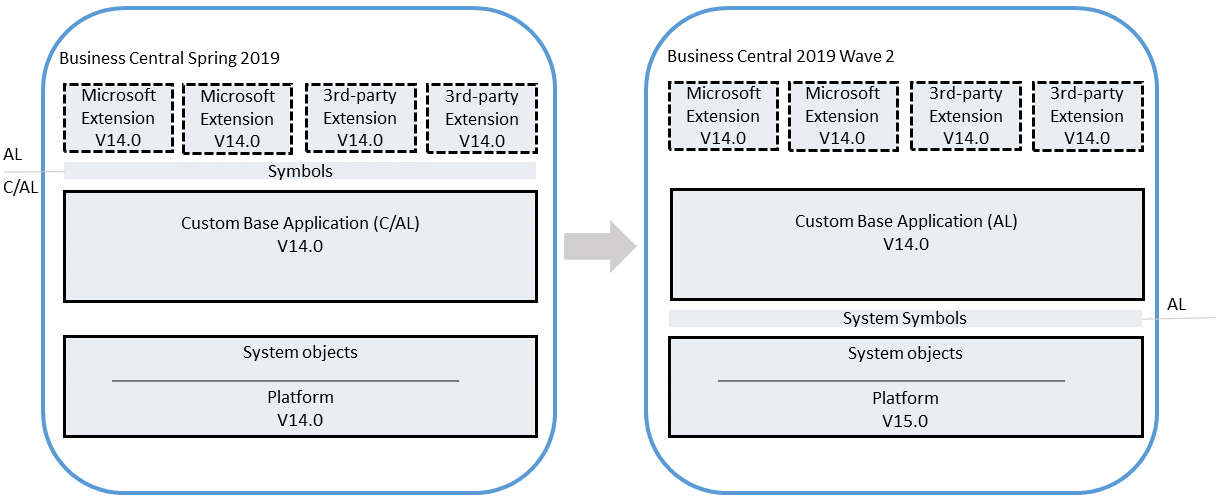 Business Central Spring 2019
Microsoft
Extension
V14.0
Microsoft
Extension
V14.0
3rd-party
Extension
V14.0
3rd-party
Extension
V14.0
AL
Symbols
C/AL
Custom Base Application (C/AL)
V14.0
System objects
Platform
V14.0
Business Central 2019 Wave 2
Microsoft
Extension
V14.0
Microsoft
Extension
V14.0
3rd-party
Extension
V14.0
3rd-party
Extension
V14.0
Custom Base Application (AL)
V14.0
AL
System Symbols
System objects
Platform
V15.0